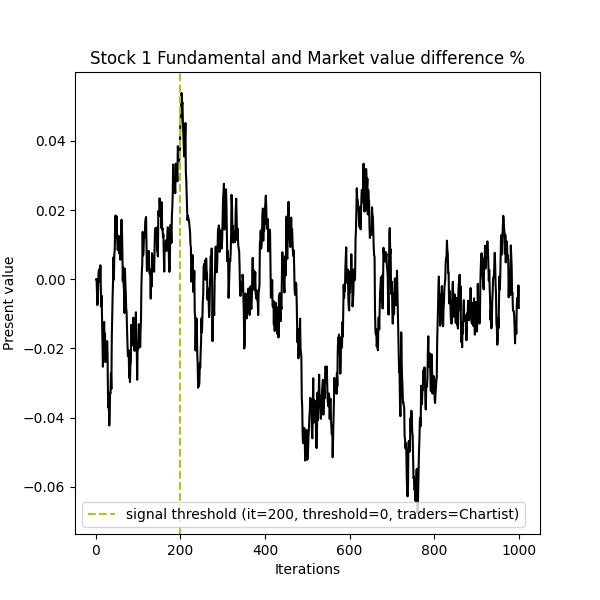 Stock 1 Fundamental and Market value difference %
0.04
0.02
0.00
−0.02
−0.04
−0.06
Present value
signal threshold (it=200, threshold=0, traders=Chartist)
0 200 400 600 800 1000
Iterations